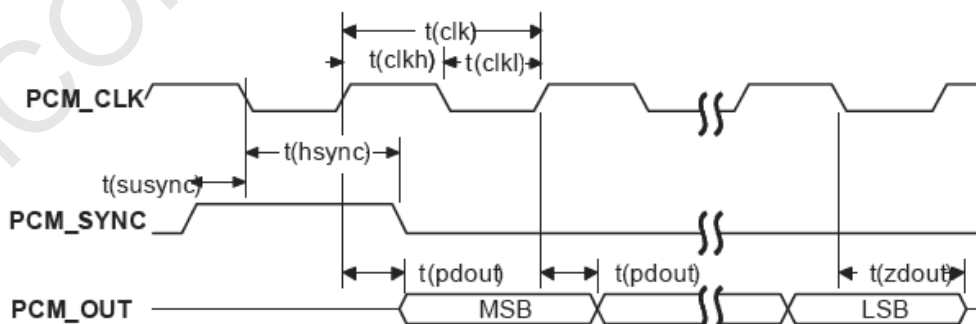 t(clk)
t(clkh) t(clkl)
PCM_CLK
t(hsync)
t(susync)
PCM_SYNC
t(pdout) t(pdout) t(zdout)
PCM_OUT MSB LSB